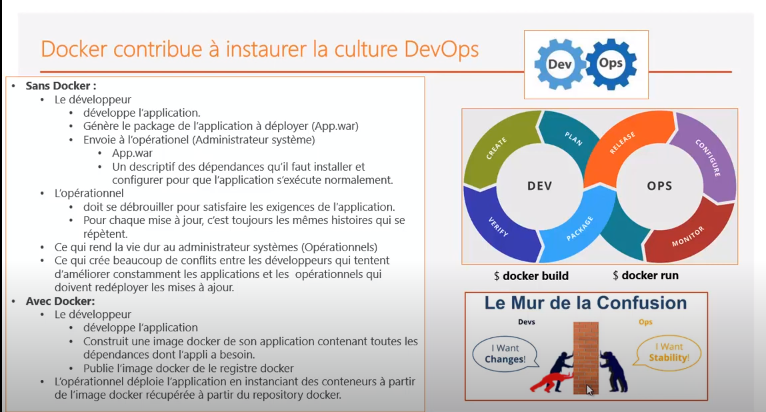 Docker contribue à instaurer la culture DevOps
Dev
Ops
• Sans Docker :
• Le développeur
• développe l'application.
• Génère le package de l'application à déployer (App.war)
• Envoie à l'opérationel (Administrateur système)
• App.war
• Un descriptif des dépendances qu'il faut installer et
configurer pour que l'application s'exécute normalement.
• L'opérationnel
• doit se débrouiller pour satisfaire les exigences de l'application.
• Pour chaque mise à jour, c'est toujours les mêmes histoires qui se
répètent.
• Ce qui rend la vie dur au administrateur systèmes (Opérationnels)
• Ce qui crée beaucoup de conflits entre les développeurs qui tentent
d'améliorer constamment les applications et les opérationnels qui
doivent redéployer les mises à ajour.
• Avec Docker:
• Le développeur
• développe l'application
• Construit une image docker de son application contenant toutes les
dépendances dont l'appli a besoin.
• Publie l'image docker de le registre docker
• L'opérationnel déploie l'application en instanciant des conteneurs à partir
de l'image docker récupérée à partir du repository docker.
CREATE
PLAN
RELEASE
CONFIGURE
DEV
OPS
VERIFY
PACKAGE
MONITOR
$ docker build
$ docker run
Le Mur de la Confusion
Devs
Ops
I Want
Changes!
I Want
Stability!